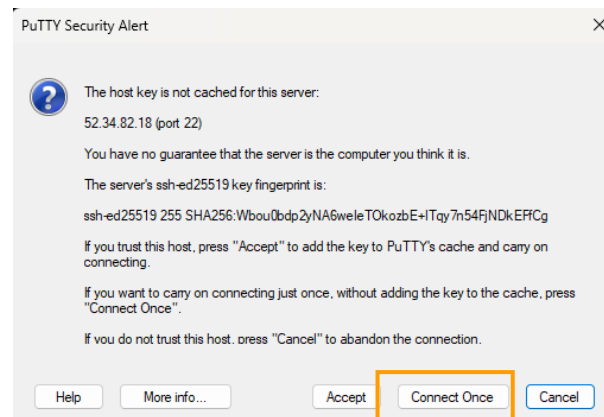 PuTTY Security Alert
The host key is not cached for this server:
52.34.82.18 (port 22)
You have no guarantee that the server is the computer you think it is.
The server's ssh-ed25519 key fingerprint is:
ssh-ed25519 255 SHA256:Wbou0bdp2yNA6weleTOkozbE+ITqy7n54FjNDkEFfCg
If you trust this host, press "Accept" to add the key to PuTTY's cache and carry on
connecting.
If you want to carry on connecting just once, without adding the key to the cache, press
"Connect Once".
If you do not trust this host, press "Cancel" to abandon the connection.
Help More info... Accept Connect Once Cancel